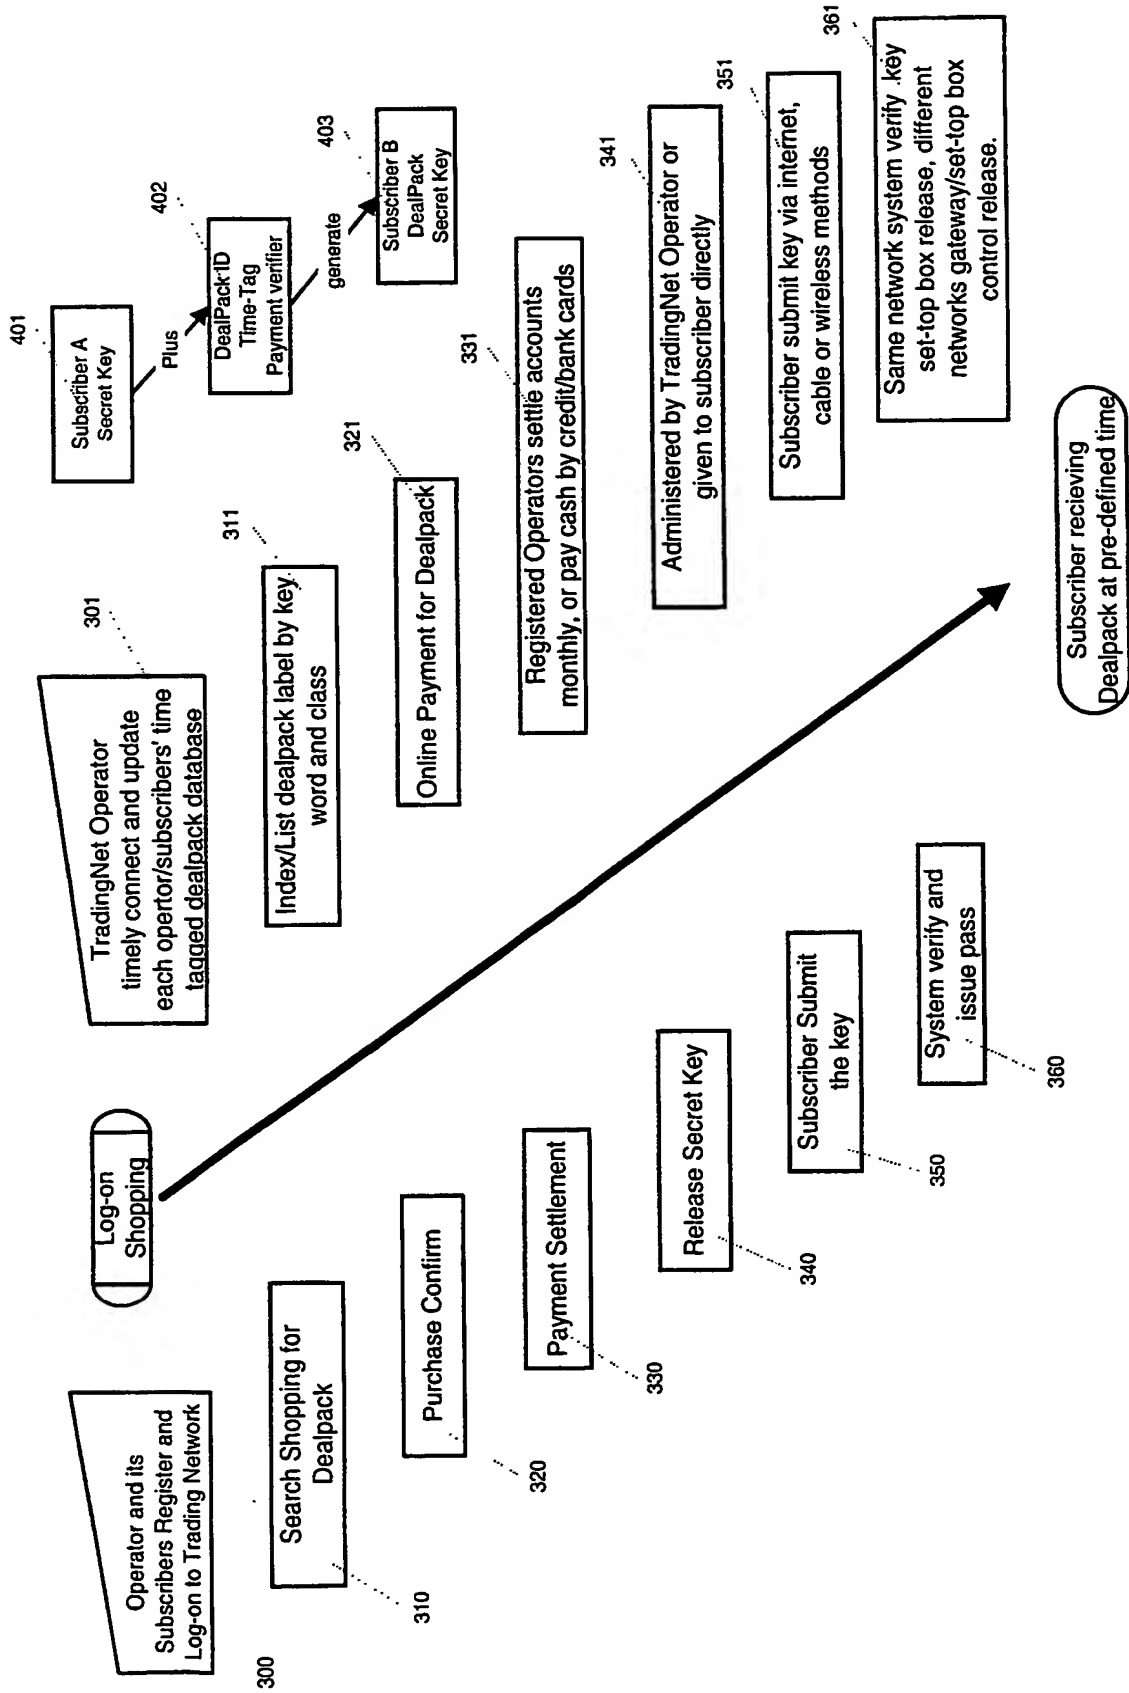 Log-on
Shopping
Operator and its
Subscribers Register and
Log-on to Trading Network
300
TradingNet Operator
timely connect and update
each opertor/subscribers' time
tagged dealpack database
301
Search Shopping for
Dealpack
310
Index/List dealpack label by key
word and class
311
Purchase Confirm
320
Online Payment for Dealpack
321
Payment Settlement
330
Registered Operators settle accounts
monthly, or pay cash by credit/bank cards
331
Release Secret Key
340
Administered by TradingNet Operator or
given to subscriber directly
341
Subscriber Submit
the key
350
Subscriber submit key via internet,
cable or wireless methods
351
System verify and
issue pass
360
Same network system verify key
set-top box release, different
networks gateway/set-top box
control release.
361
Subscriber recieving
Dealpack at pre-defined time
401
Subscriber A
Secret Key
Plus
402
DealPack ID
Time-Tag
Payment verifier
generate
403
Subscriber B
DealPack
Secret Key